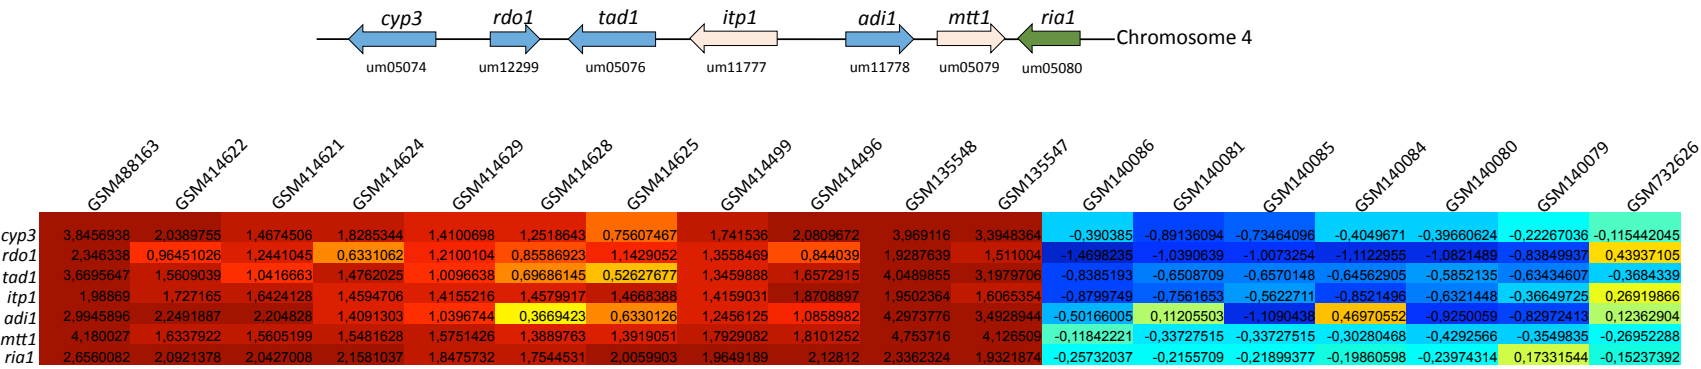 cyp3 rdo1 tad1 itp1 adi1 mtt1 ria1
Chromosome 4
um05074 um12299 um05076 um11777 um11778 um05079 um05080
GSM488163 GSM414622 GSM414621 GSM414624 GSM414629 GSM414628 GSM414625 GSM414499 GSM414496 GSM135548 GSM135547 GSM140086 GSM140081 GSM140085 GSM140084 GSM140080 GSM140079 GSM732626
cyp3 3,8456938 2,0389755 1,4674506 1,8285344 1,4100698 1,2518643 0,75607467 1,741536 2,0809672 3,969116 3,3948364 -0,390385 -0,89136094 -0,73464096 -0,4049671 -0,39660624 -0,22267036 -0,115442045
rdo1 2,346338 0,96451026 1,2441045 0,6331062 1,2100104 0,85586923 1,1429052 1,3558469 0,844039 1,9287639 1,511004 -1,4698235 -1,0390639 -1,0073254 -1,1122955 -1,0821489 -0,83849937 0,43937105
tad1 3,6695647 1,5609039 1,0416663 1,4762025 1,0096638 0,69686145 0,52627677 1,3459888 1,6572915 4,0489855 3,1979706 -0,8385193 -0,6508709 -0,6570148 -0,64562905 -0,5852135 -0,63434607 -0,3684339
itp1 1,98869 1,727165 1,6424128 1,4594706 1,4155216 1,4579917 1,4668388 1,4159031 1,8708897 1,9502364 1,6065354 -0,8799749 -0,7561653 -0,5622711 -0,8521496 -0,6321448 -0,36649725 0,26919866
adi1 2,9945896 2,2491887 2,204828 1,4091303 1,0396744 0,3669423 0,6330126 1,2456125 1,0858982 4,2973776 3,4928944 -0,50166005 0,11205503 -1,1090438 0,46970552 -0,9250059 -0,82972413 0,12362904
mtt1 4,180027 1,6337922 1,5605199 1,5481628 1,5751426 1,3889763 1,3919051 1,7929082 1,8101252 4,753716 4,126509 -0,11842221 -0,33727515 -0,33727515 -0,30280468 -0,4292566 -0,3549835 -0,26952288
ria1 2,6560082 2,0921378 2,0427008 2,1581037 1,8475732 1,7544531 2,0059903 1,9649189 2,12812 2,3362324 1,9321874 -0,25732037 -0,2155709 -0,21899377 -0,19860598 -0,23974314 0,17331544 -0,15237392